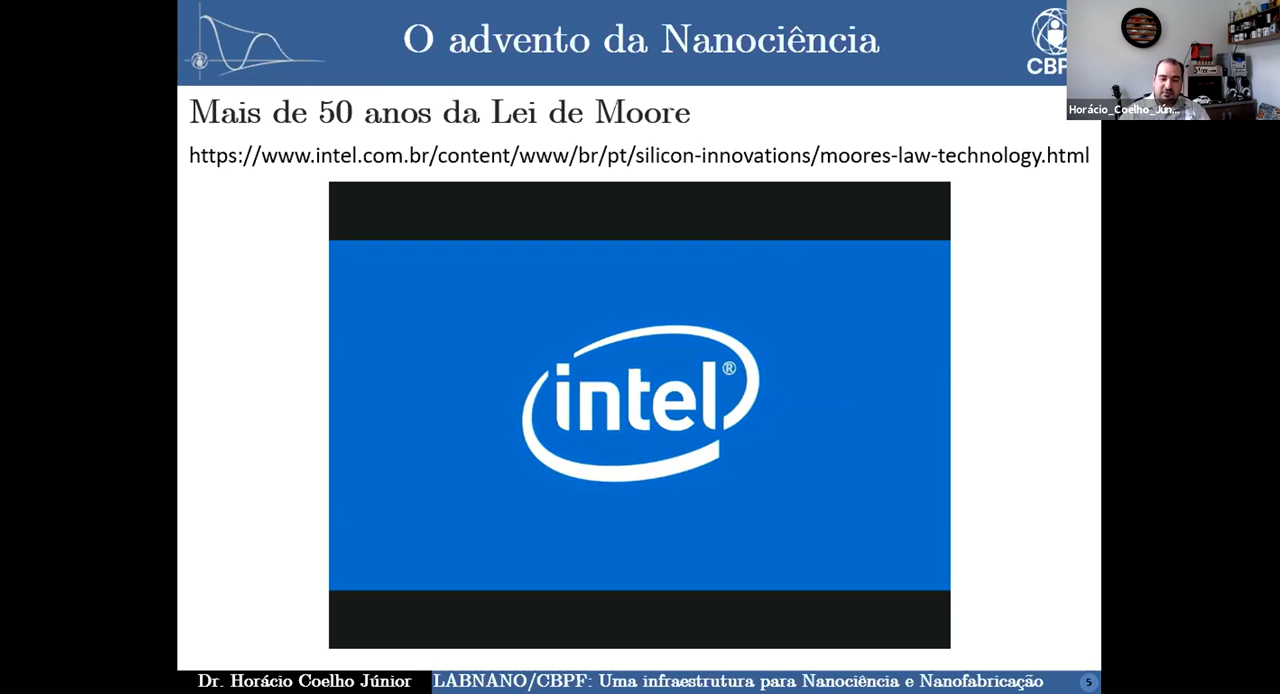 O advento da Nanociência
CBP
Horácio_Coelho_Jún...
Mais de 50 anos da Lei de Moore
https://www.intel.com.br/content/www/br/pt/silicon-innovations/moores-law-technology.html
intel®
Dr. Horácio Coelho Júnior
LABNANO/CBPF: Uma infraestrutura para Nanociência e Nanofabricação
5